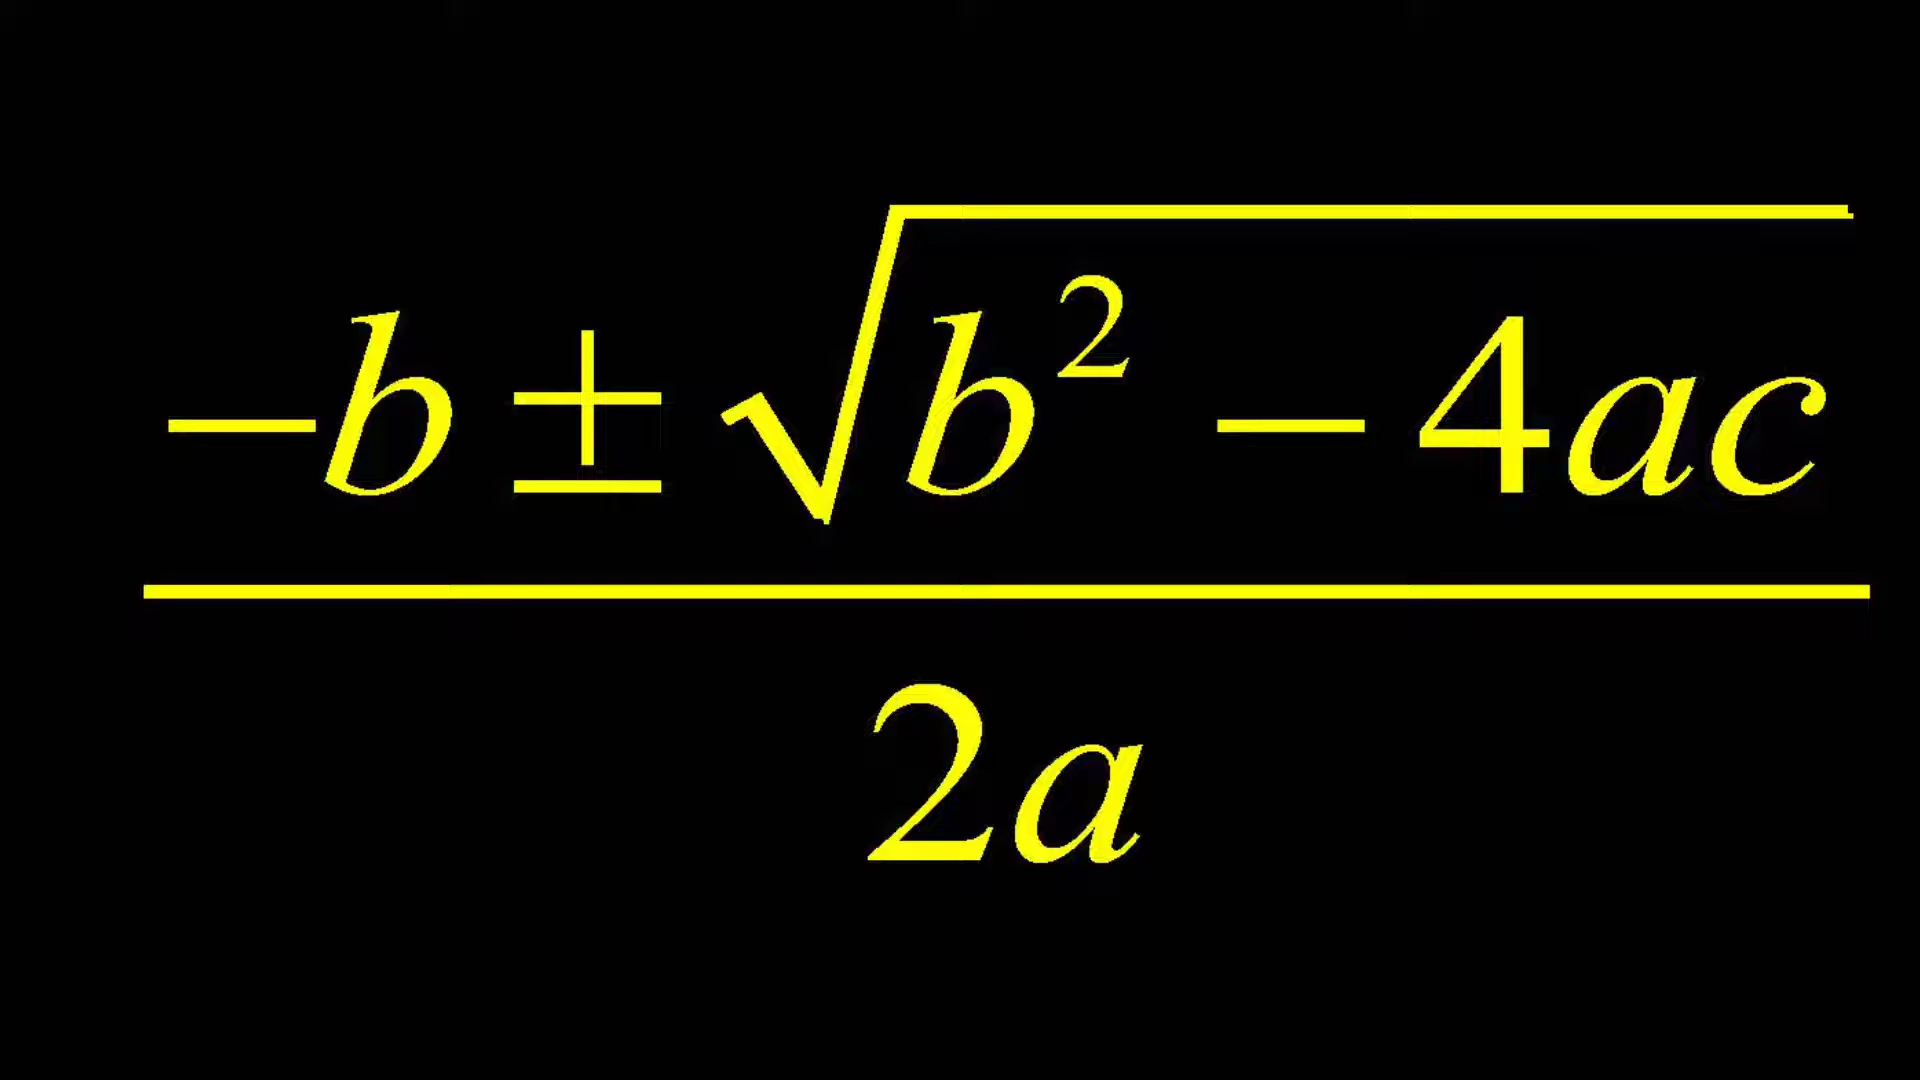 −b ± √(b² − 4ac)
2a